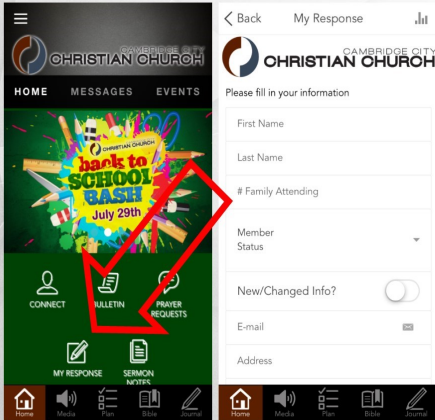 CAMBRIDGE CITY
CHRISTIAN CHURCH
HOME MESSAGES EVENTS
CHRISTIAN CHURCH
back to
SCHOOL
BASH
July 29th
CONNECT BULLETIN PRAYER
REQUESTS
MY RESPONSE SERMON
NOTES
Home Media Plan Bible Journal
Back My Response
CAMBRIDGE CITY
CHRISTIAN CHURCH
Please fill in your information
First Name
Last Name
# Family Attending
Member
Status
New/Changed Info?
E-mail
Address
Home Media Plan Bible Journal